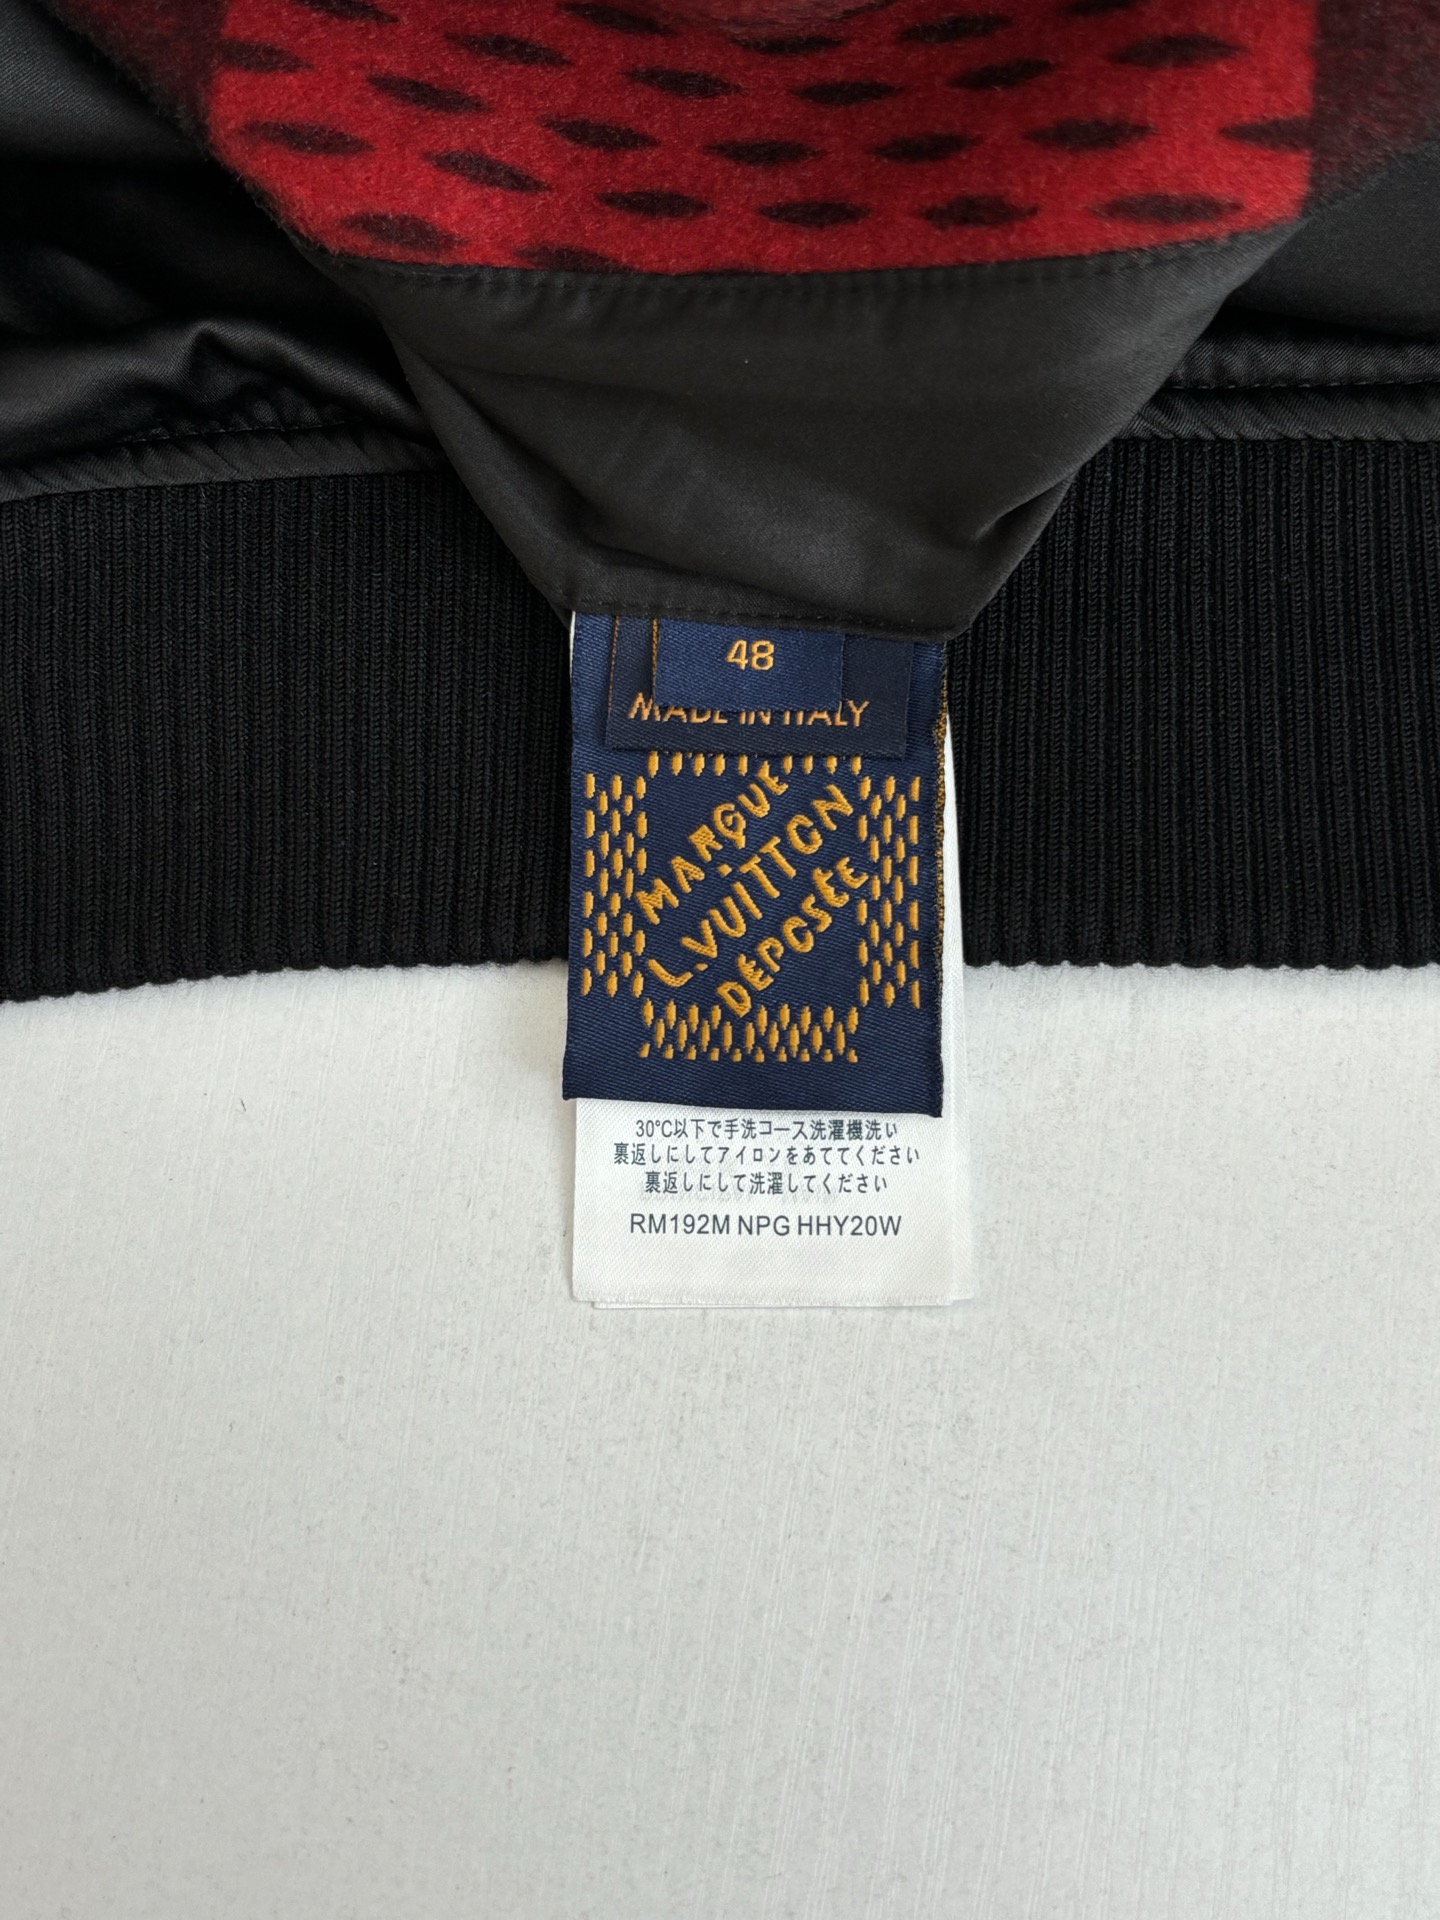 48
MADE IN ITALY
MARQUE
L.VUITTON
DÉPOSÉE
30°C以下で手洗コース洗濯機洗い
裏返しにしてアイロンをあててください
裏返しにして洗濯してください
RM192M NPG HHY20W